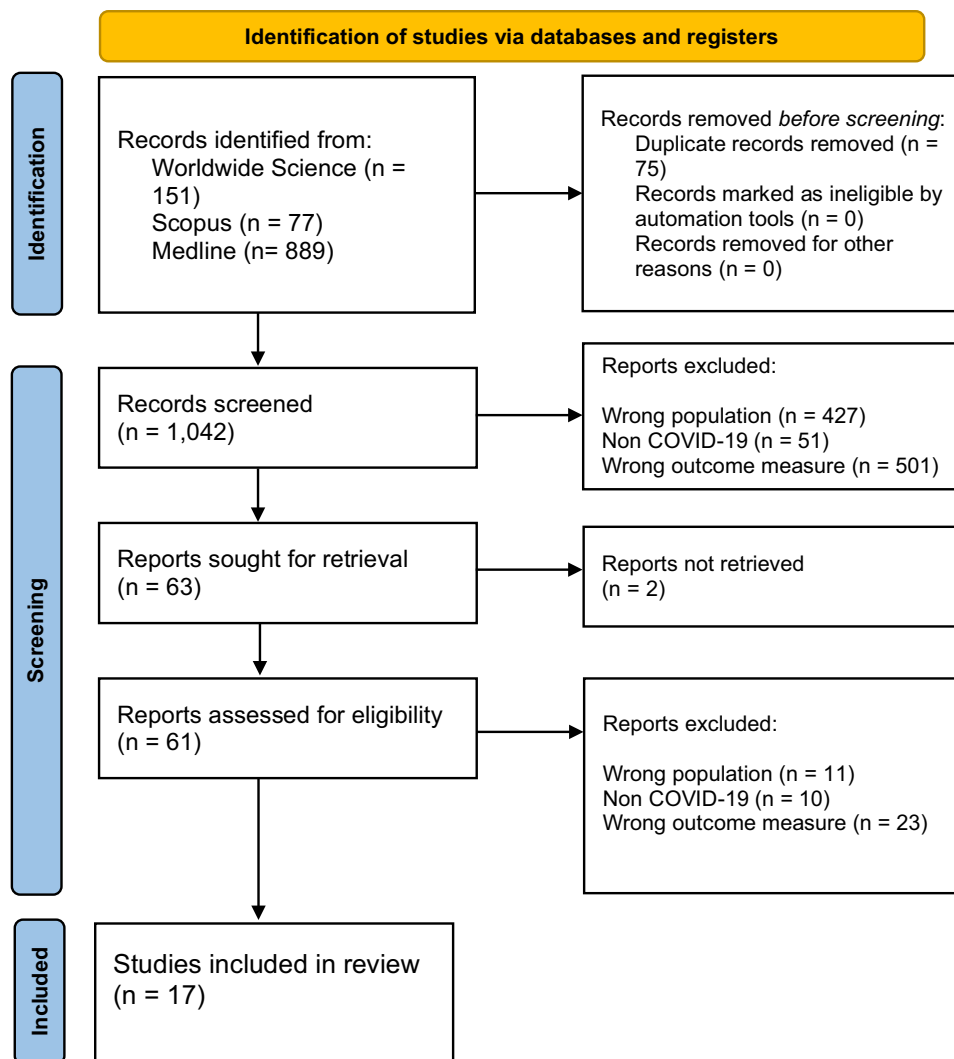 Identification of studies via databases and registers
Identification
Records identified from:
Worldwide Science (n =
151)
Scopus (n = 77)
Medline (n= 889)
Records removed before screening:
Duplicate records removed (n =
75)
Records marked as ineligible by
automation tools (n = 0)
Records removed for other
reasons (n = 0)
Screening
Records screened
(n = 1,042)
Reports excluded:
Wrong population (n = 427)
Non COVID-19 (n = 51)
Wrong outcome measure (n = 501)
Reports sought for retrieval
(n = 63)
Reports not retrieved
(n = 2)
Reports assessed for eligibility
(n = 61)
Reports excluded:
Wrong population (n = 11)
Non COVID-19 (n = 10)
Wrong outcome measure (n = 23)
Included
Studies included in review
(n = 17)